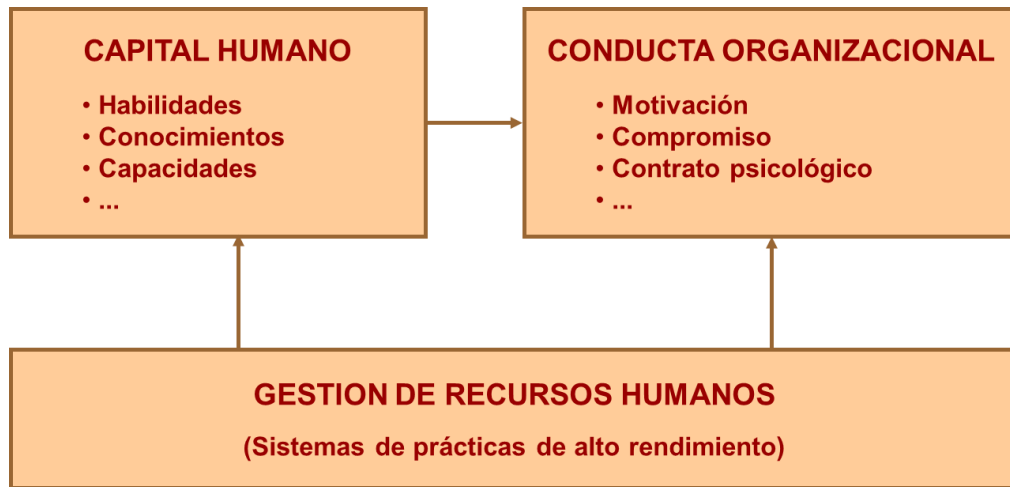 CAPITAL HUMANO
• Habilidades
• Conocimientos
• Capacidades
• ...
CONDUCTA ORGANIZACIONAL
• Motivación
• Compromiso
• Contrato psicológico
• ...
GESTION DE RECURSOS HUMANOS
(Sistemas de prácticas de alto rendimiento)